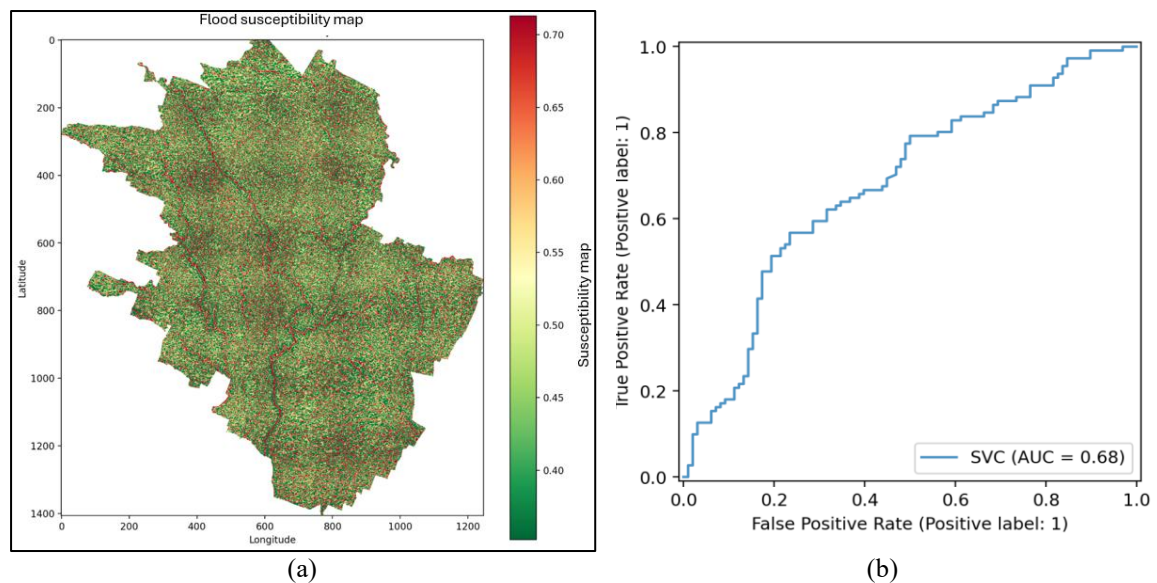 Flood susceptibility map
0
200
400
600
800
1000
1200
1400
Latitude
0 200 400 600 800 1000 1200
Longitude
0.70
0.65
0.60
0.55
0.50
0.45
0.40
Susceptibility map
(a)
1.0
0.8
0.6
0.4
0.2
0.0
True Positive Rate (Positive label: 1)
SVC (AUC = 0.68)
0.0 0.2 0.4 0.6 0.8 1.0
False Positive Rate (Positive label: 1)
(b)